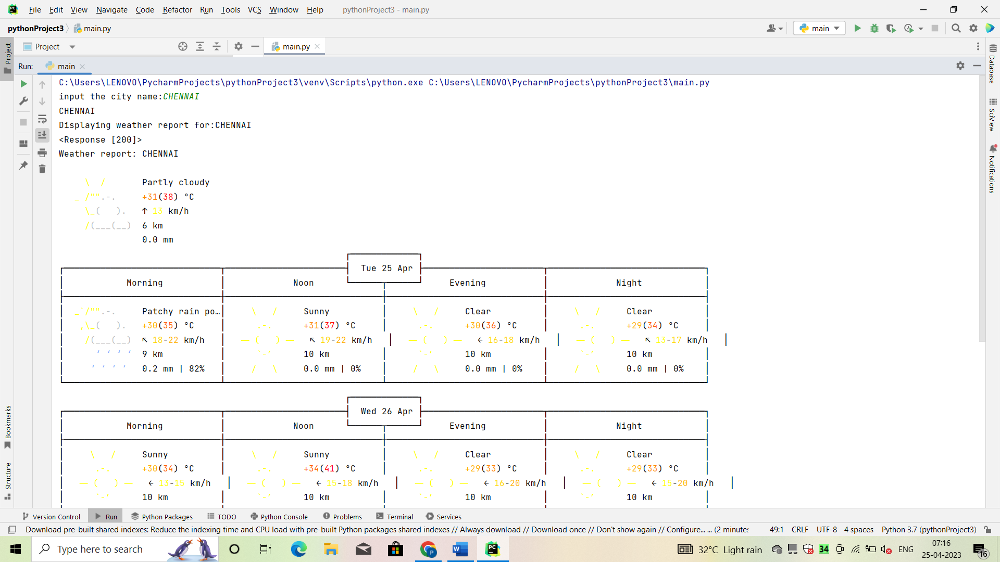 File Edit View Navigate Code Refactor Run Tools VCS Window Help pythonProject3 - main.py
pythonProject3 main.py main
Project main.py
Run: main
C:\Users\LENOVO\PycharmProjects\pythonProject3\venv\Scripts\python.exe C:\Users\LENOVO\PycharmProjects\pythonProject3\main.py
input the city name:CHENNAI
CHENNAI
Displaying weather report for:CHENNAI
<Response [200]>
Weather report: CHENNAI
Partly cloudy
+31(38) °C
↑ 13 km/h
6 km
0.0 mm
Tue 25 Apr
Morning Noon Evening Night
Patchy rain po… Sunny Clear Clear
+30(35) °C +31(37) °C +30(36) °C +29(34) °C
↖ 18-22 km/h ↖ 19-22 km/h ← 16-18 km/h ↖ 13-17 km/h
9 km 10 km 10 km 10 km
0.2 mm | 82% 0.0 mm | 0% 0.0 mm | 0% 0.0 mm | 0%
Wed 26 Apr
Morning Noon Evening Night
Sunny Sunny Clear Clear
+30(34) °C +34(41) °C +29(33) °C +29(33) °C
← 13-15 km/h ← 15-18 km/h ← 16-20 km/h ← 15-20 km/h
10 km 10 km 10 km 10 km
Project
Bookmarks
Structure
Database
SciView
Notifications
Version Control Run Python Packages TODO Python Console Problems Terminal Services
Download pre-built shared indexes: Reduce the indexing time and CPU load with pre-built Python packages shared indexes // Always download // Download once // Don't show again // Configure... ... (2 minutes 49:1 CRLF UTF-8 4 spaces Python 3.7 (pythonProject3)
Type here to search 32°C Light rain 34 ENG 07:16
25-04-2023 16